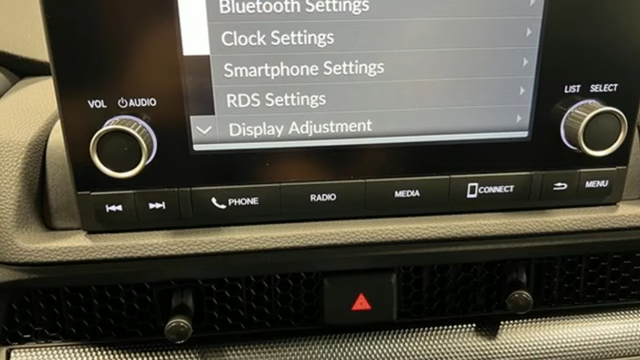 Bluetooth Settings
Clock Settings
Smartphone Settings
RDS Settings
Display Adjustment
VOL AUDIO
LIST SELECT
PHONE RADIO MEDIA CONNECT MENU